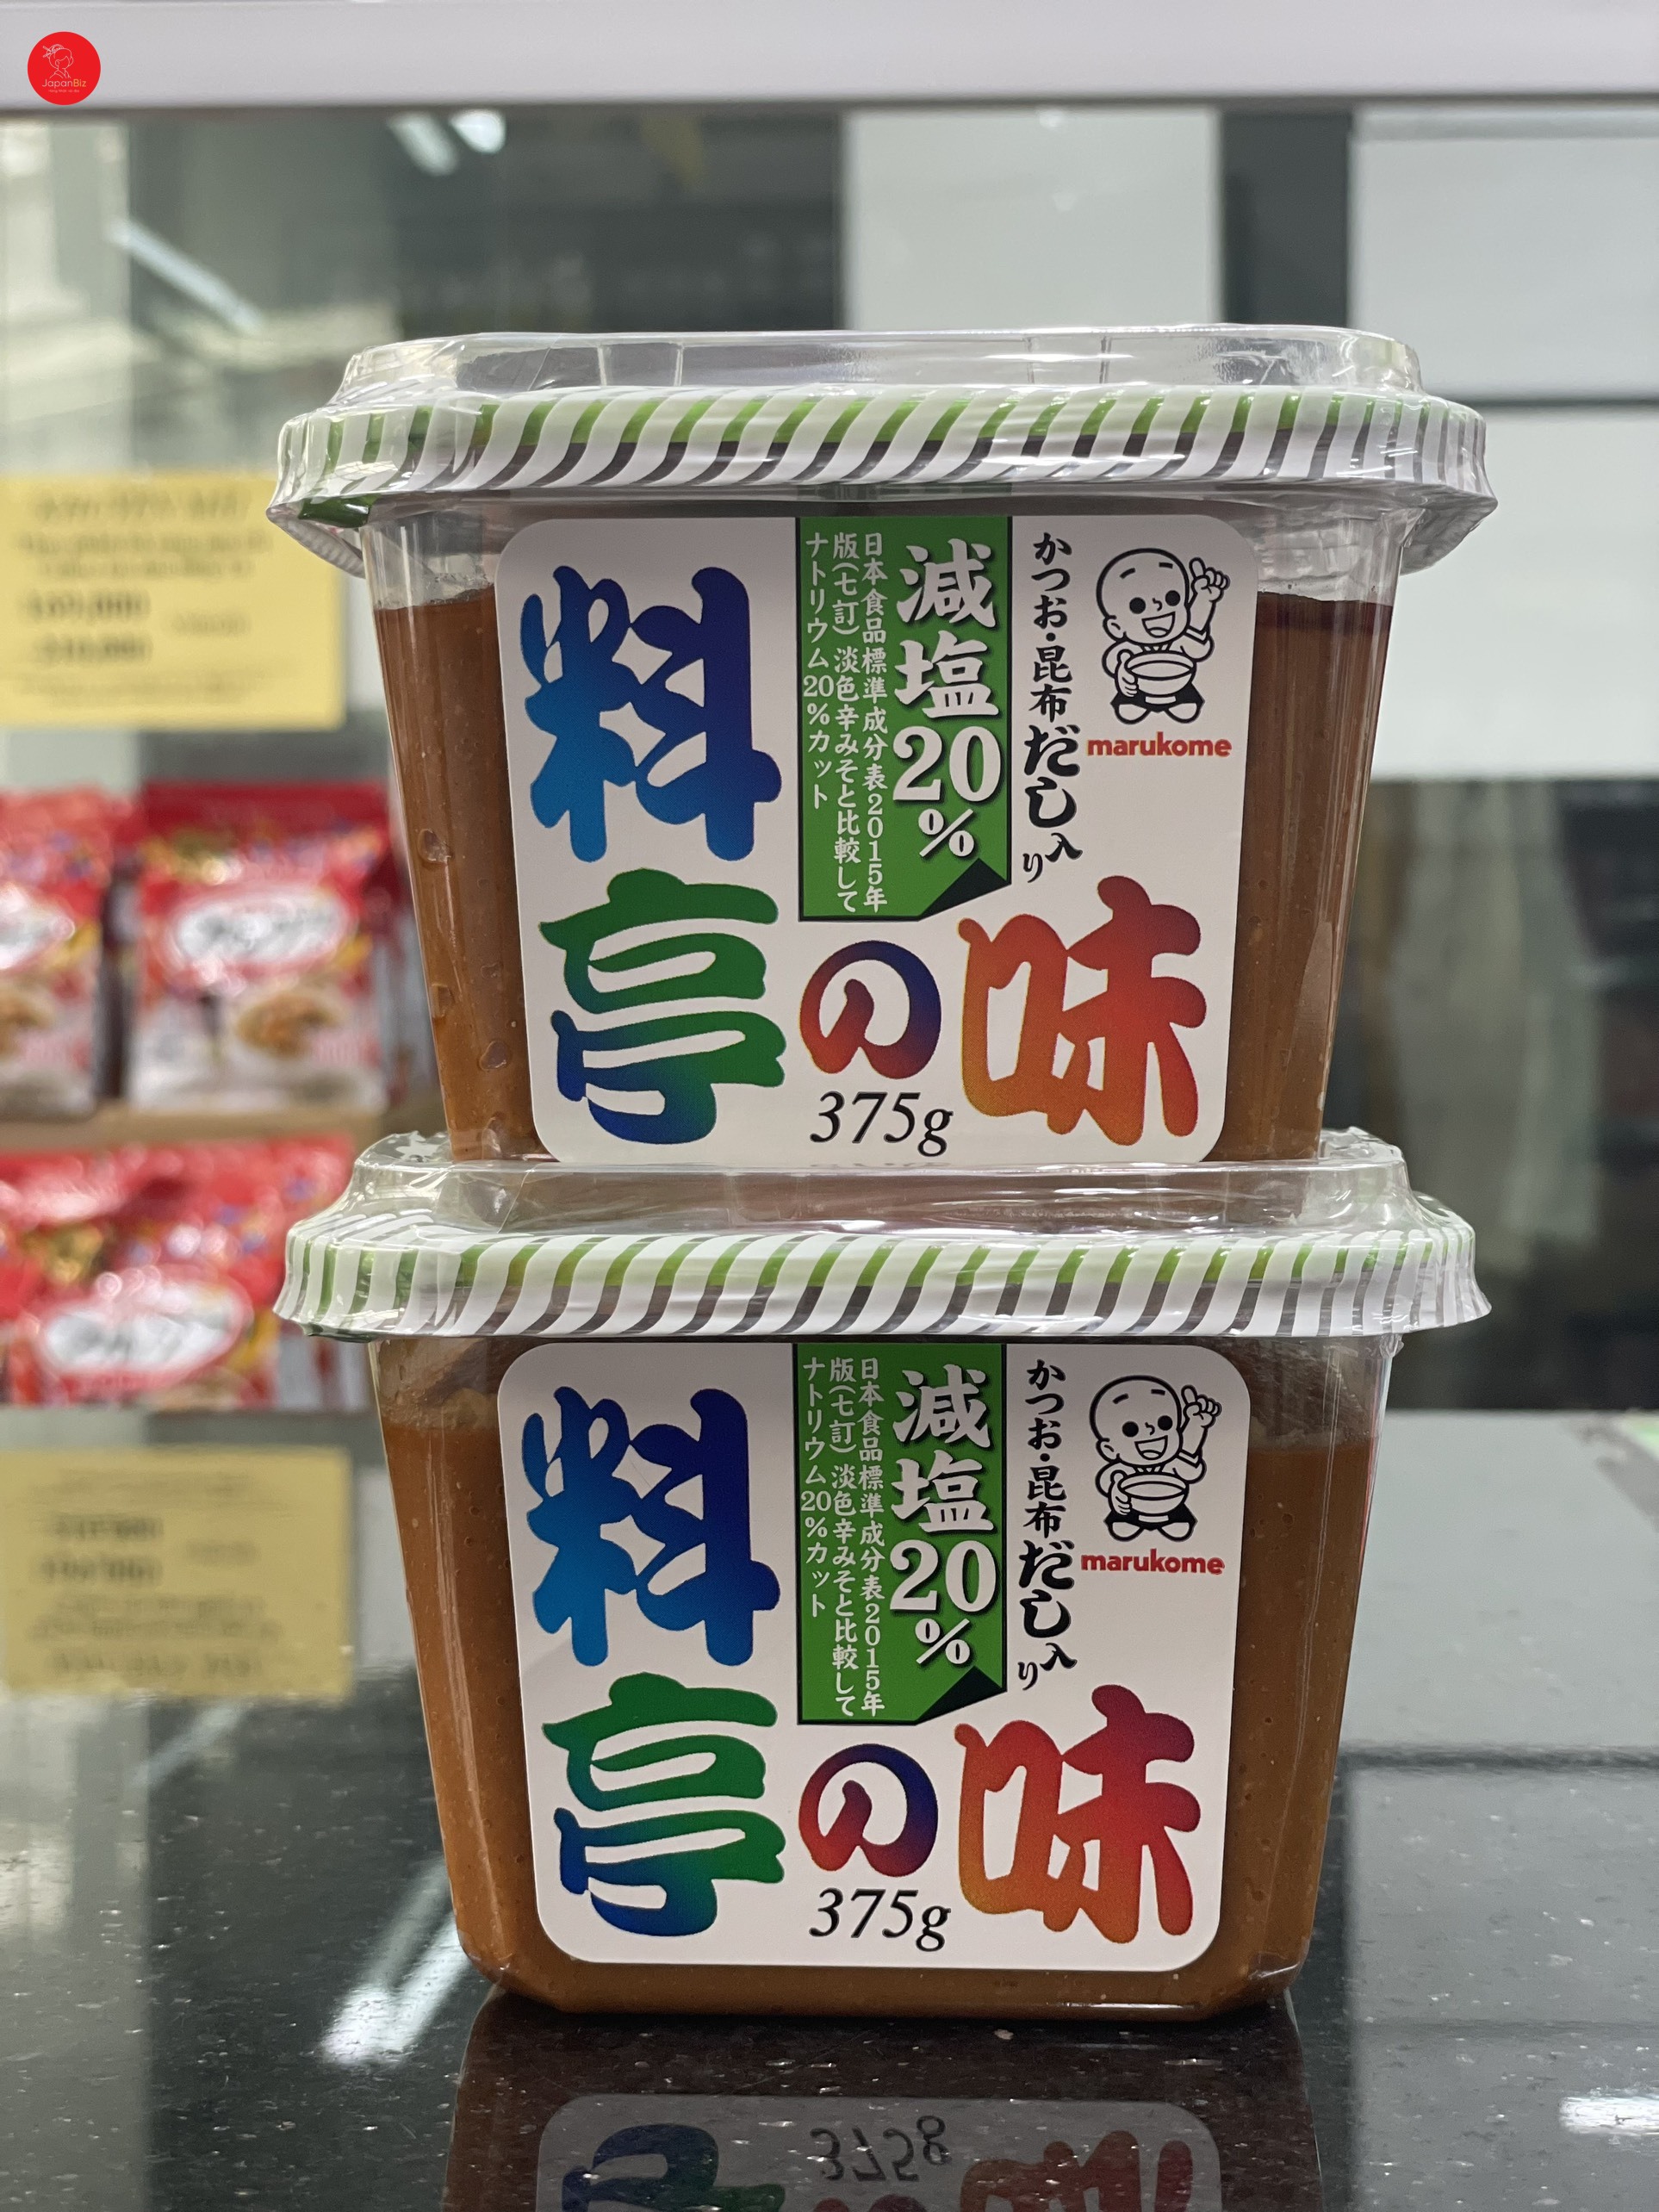 JapanBiz
かつお・昆布だし入り
marukome
減塩20%
日本食品標準成分表2015年
版(七訂)淡色辛みそと比較して
ナトリウム20%カット
料亭の味
375g
かつお・昆布だし入り
marukome
減塩20%
日本食品標準成分表2015年
版(七訂)淡色辛みそと比較して
ナトリウム20%カット
料亭の味
375g